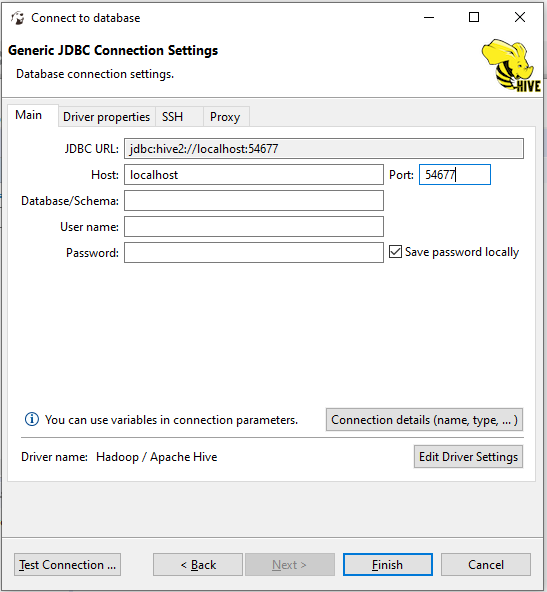 Connect to database
Generic JDBC Connection Settings
Database connection settings.
HIVE
Main Driver properties SSH Proxy
JDBC URL: jdbc:hive2://localhost:54677
Host: localhost Port: 54677
Database/Schema:
User name:
Password: Save password locally
You can use variables in connection parameters. Connection details (name, type, ... )
Driver name: Hadoop / Apache Hive Edit Driver Settings
Test Connection ... < Back Next > Finish Cancel